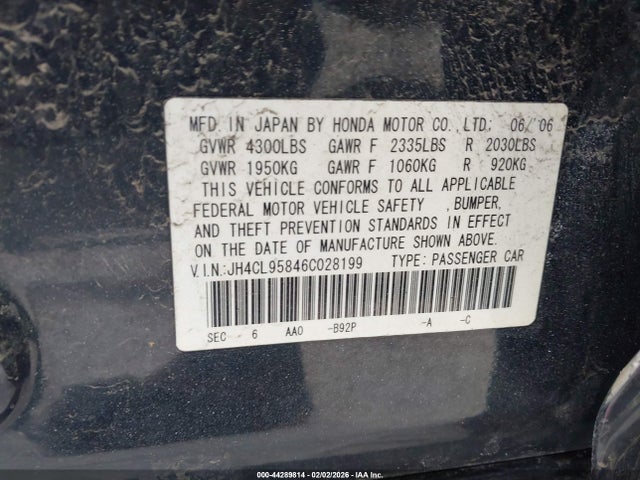 MFD. IN JAPAN BY HONDA MOTOR CO.,LTD. 06/'06
GVWR 4300LBS GAWR F 2335LBS R 2030LBS
GVWR 1950KG GAWR F 1060KG R 920KG
THIS VEHICLE CONFORMS TO ALL APPLICABLE
FEDERAL MOTOR VEHICLE SAFETY ,BUMPER,
AND THEFT PREVENTION STANDARDS IN EFFECT
ON THE DATE OF MANUFACTURE SHOWN ABOVE.
V.I.N.:JH4CL95846C028199 TYPE: PASSENGER CAR
SEC 6 AA0 -B92P -A -C
000-44289814 | 02/02/2026 - IAA Inc.